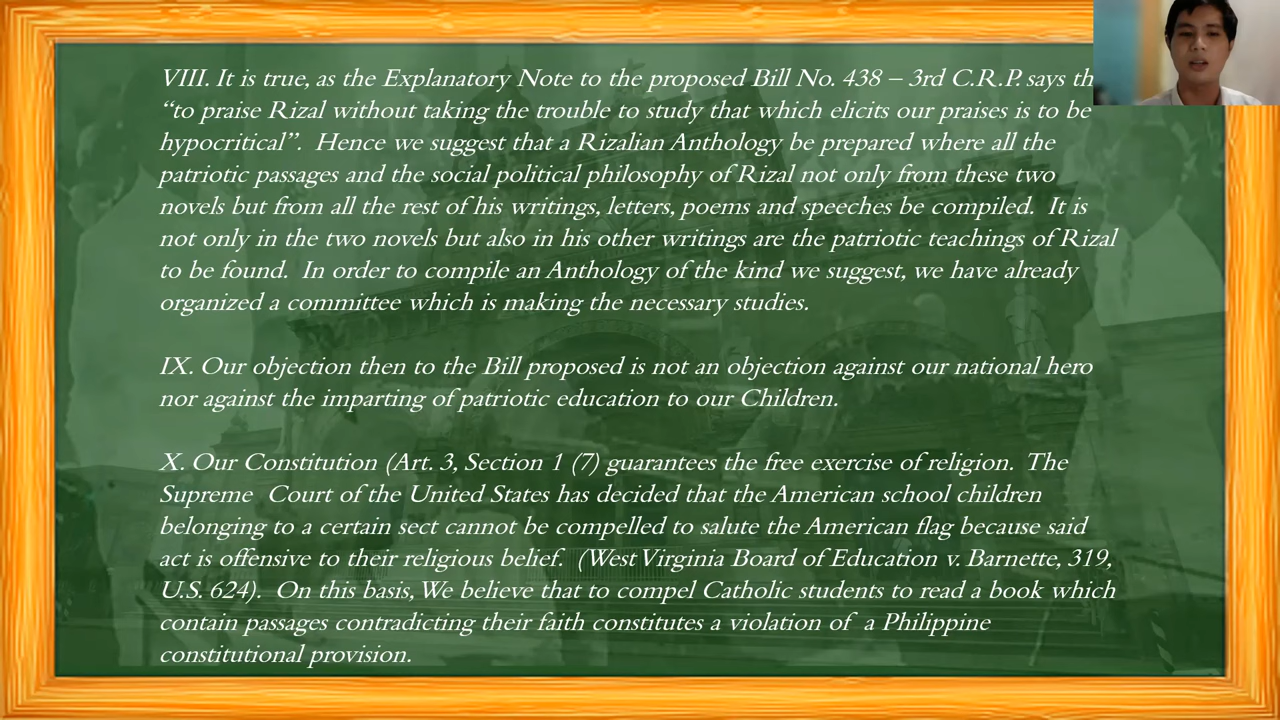 VIII. It is true, as the Explanatory Note to the proposed Bill No. 438 – 3rd C.R.P. says
“to praise Rizal without taking the trouble to study that which elicits our praises is to be
hypocritical”. Hence we suggest that a Rizalian Anthology be prepared where all the
patriotic passages and the social political philosophy of Rizal not only from these two
novels but from all the rest of his writings, letters, poems and speeches be compiled. It is
not only in the two novels but also in his other writings are the patriotic teachings of Rizal
to be found. In order to compile an Anthology of the kind we suggest, we have already
organized a committee which is making the necessary studies.
IX. Our objection then to the Bill proposed is not an objection against our national hero
nor against the imparting of patriotic education to our Children.
X. Our Constitution (Art. 3, Section 1 (7) guarantees the free exercise of religion. The
Supreme Court of the United States has decided that the American school children
belonging to a certain sect cannot be compelled to salute the American flag because said
act is offensive to their religious belief. (West Virginia Board of Education v. Barnette, 319,
U.S. 624). On this basis, We believe that to compel Catholic students to read a book which
contain passages contradicting their faith constitutes a violation of a Philippine
constitutional provision.